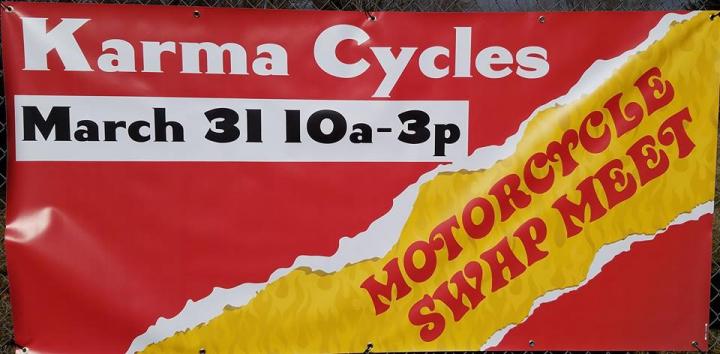 Karma Cycles
March 31 10a-3p
MOTORCYCLE
SWAP MEET